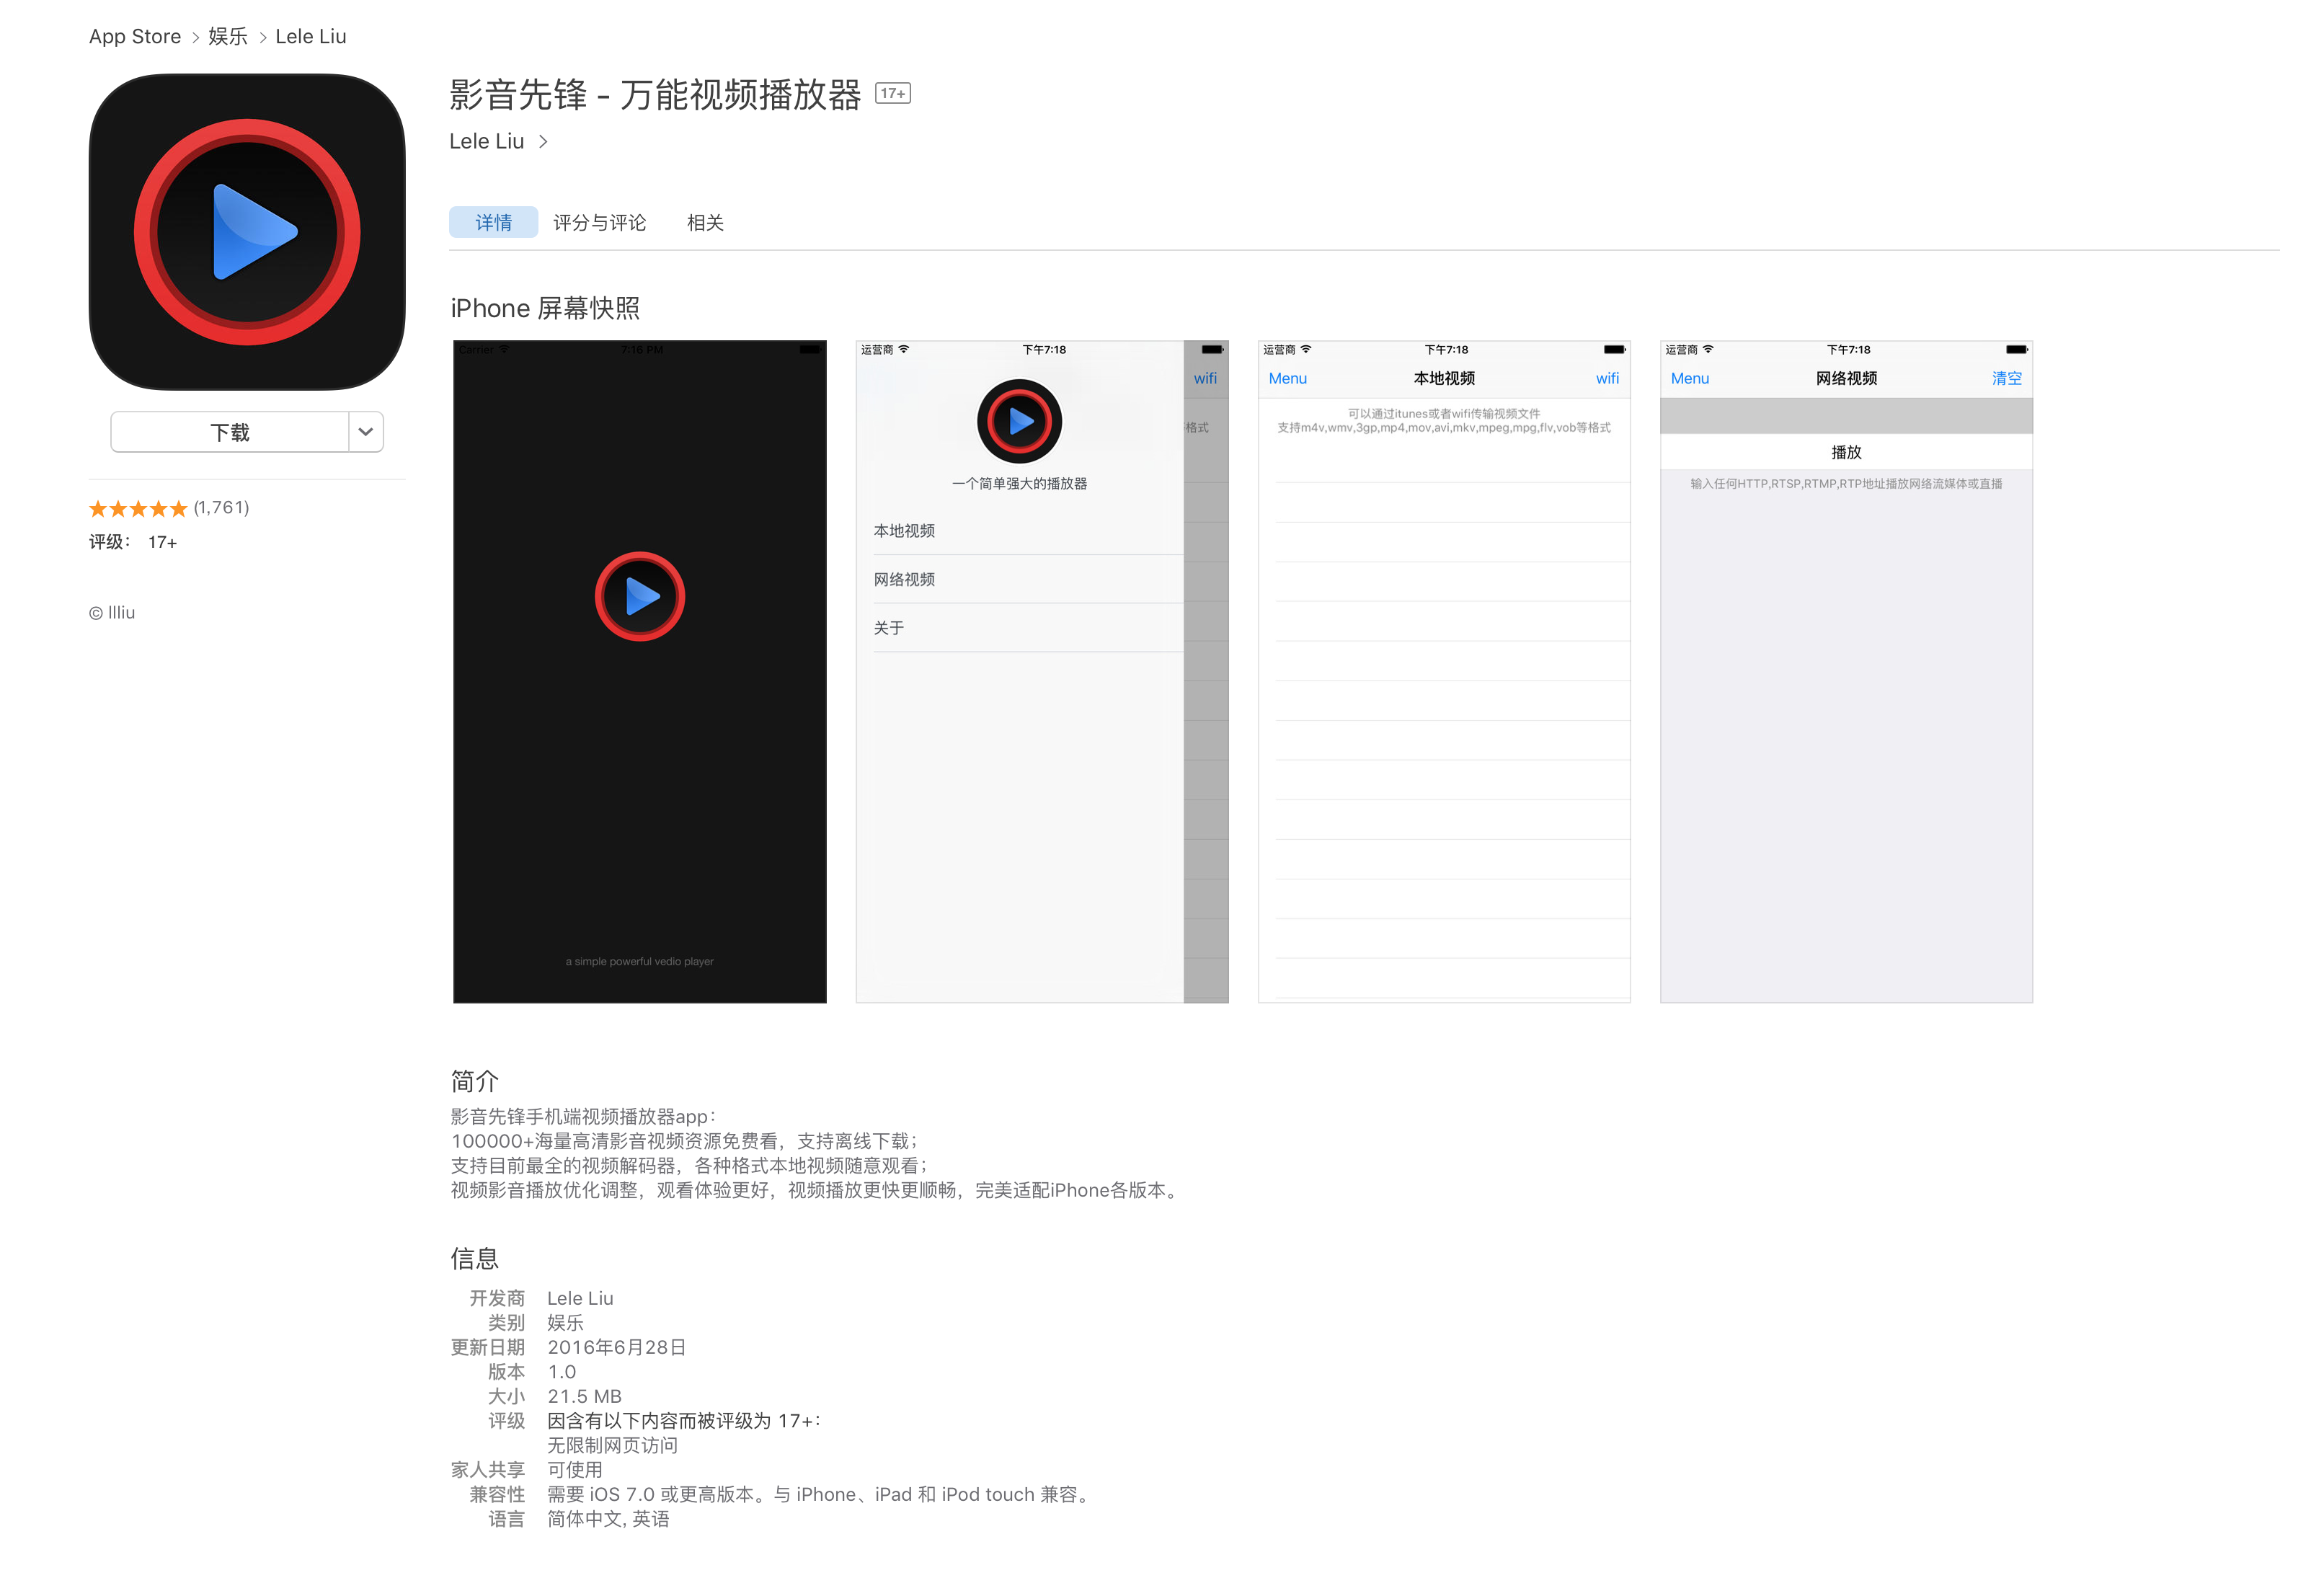 App Store > 娱乐 > Lele Liu
影音先锋 - 万能视频播放器 17+
Lele Liu >
下载
★★★★★ (1,761)
评级： 17+
© llliu
详情 评分与评论 相关
iPhone 屏幕快照
Carrier 7:16 PM
a simple powerful vedio player
运营商 下午7:18
wifi
格式
一个简单强大的播放器
本地视频
网络视频
关于
运营商 下午7:18
Menu 本地视频 wifi
可以通过itunes或者wifi传输视频文件
支持m4v,wmv,3gp,mp4,mov,avi,mkv,mpeg,mpg,flv,vob等格式
运营商 下午7:18
Menu 网络视频 清空
播放
输入任何HTTP,RTSP,RTMP,RTP地址播放网络流媒体或直播
简介
影音先锋手机端视频播放器app：
100000+海量高清影音视频资源免费看，支持离线下载；
支持目前最全的视频解码器，各种格式本地视频随意观看；
视频影音播放优化调整，观看体验更好，视频播放更快更顺畅，完美适配iPhone各版本。
信息
开发商 Lele Liu
类别 娱乐
更新日期 2016年6月28日
版本 1.0
大小 21.5 MB
评级 因含有以下内容而被评级为 17+：
无限制网页访问
家人共享 可使用
兼容性 需要 iOS 7.0 或更高版本。与 iPhone、iPad 和 iPod touch 兼容。
语言 简体中文, 英语